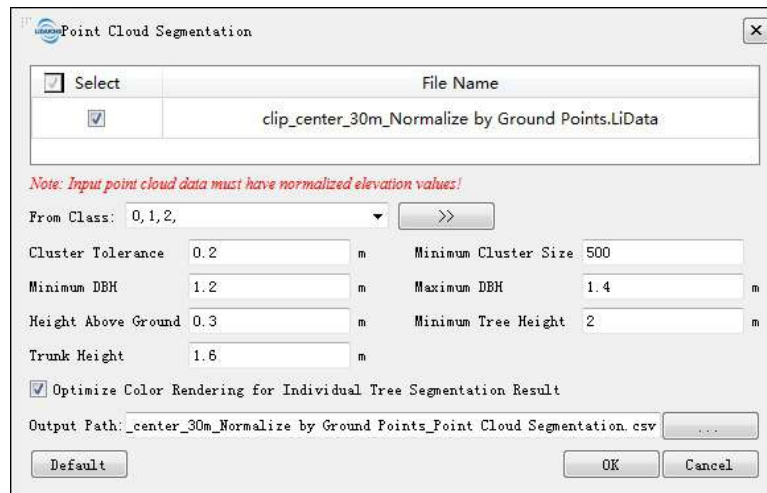 Point Cloud Segmentation
Select File Name
clip_center_30m_Normalize by Ground Points.LiData
Note: Input point cloud data must have normalized elevation values!
From Class: 0,1,2, >>
Cluster Tolerance 0.2 m Minimum Cluster Size 500
Minimum DBH 1.2 m Maximum DBH 1.4 m
Height Above Ground 0.3 m Minimum Tree Height 2 m
Trunk Height 1.6 m
Optimize Color Rendering for Individual Tree Segmentation Result
Output Path: _center_30m_Normalize by Ground Points_Point Cloud Segmentation.csv ...
Default OK Cancel